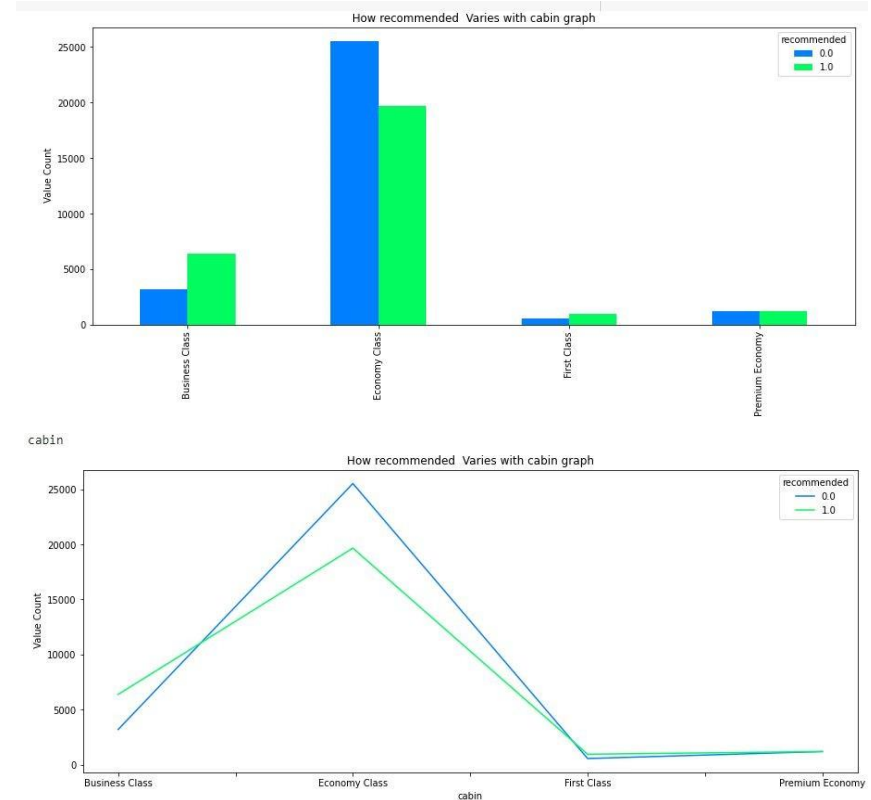 How recommended  Varies with cabin graph
25000
20000
15000
10000
5000
0
Value Count
recommended
0.0
1.0
Business Class
Economy Class
First Class
Premium Economy
cabin
How recommended  Varies with cabin graph
25000
20000
15000
10000
5000
0
Value Count
recommended
0.0
1.0
Business Class
Economy Class
First Class
Premium Economy
cabin